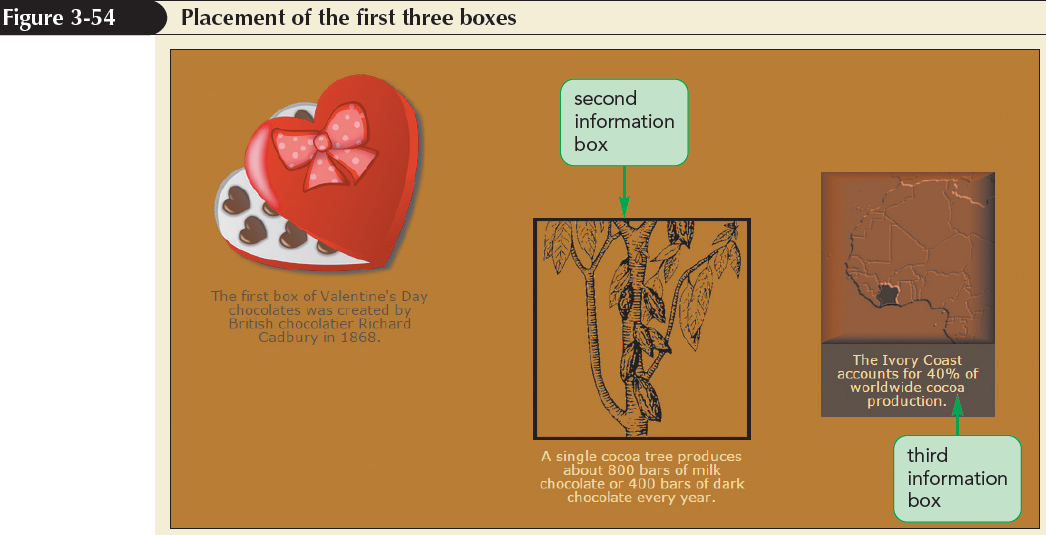 Figure 3-54 Placement of the first three boxes
second
information
box
The first box of Valentine's Day
chocolates was created by
British chocolater Richard
Cadbury in 1868.
A single cocoa tree produces
about 800 bars of milk
chocolate or 400 bars of dark
chocolate every year.
The Ivory Coast
accounts for 40% of
worldwide cocoa
production.
third
information
box